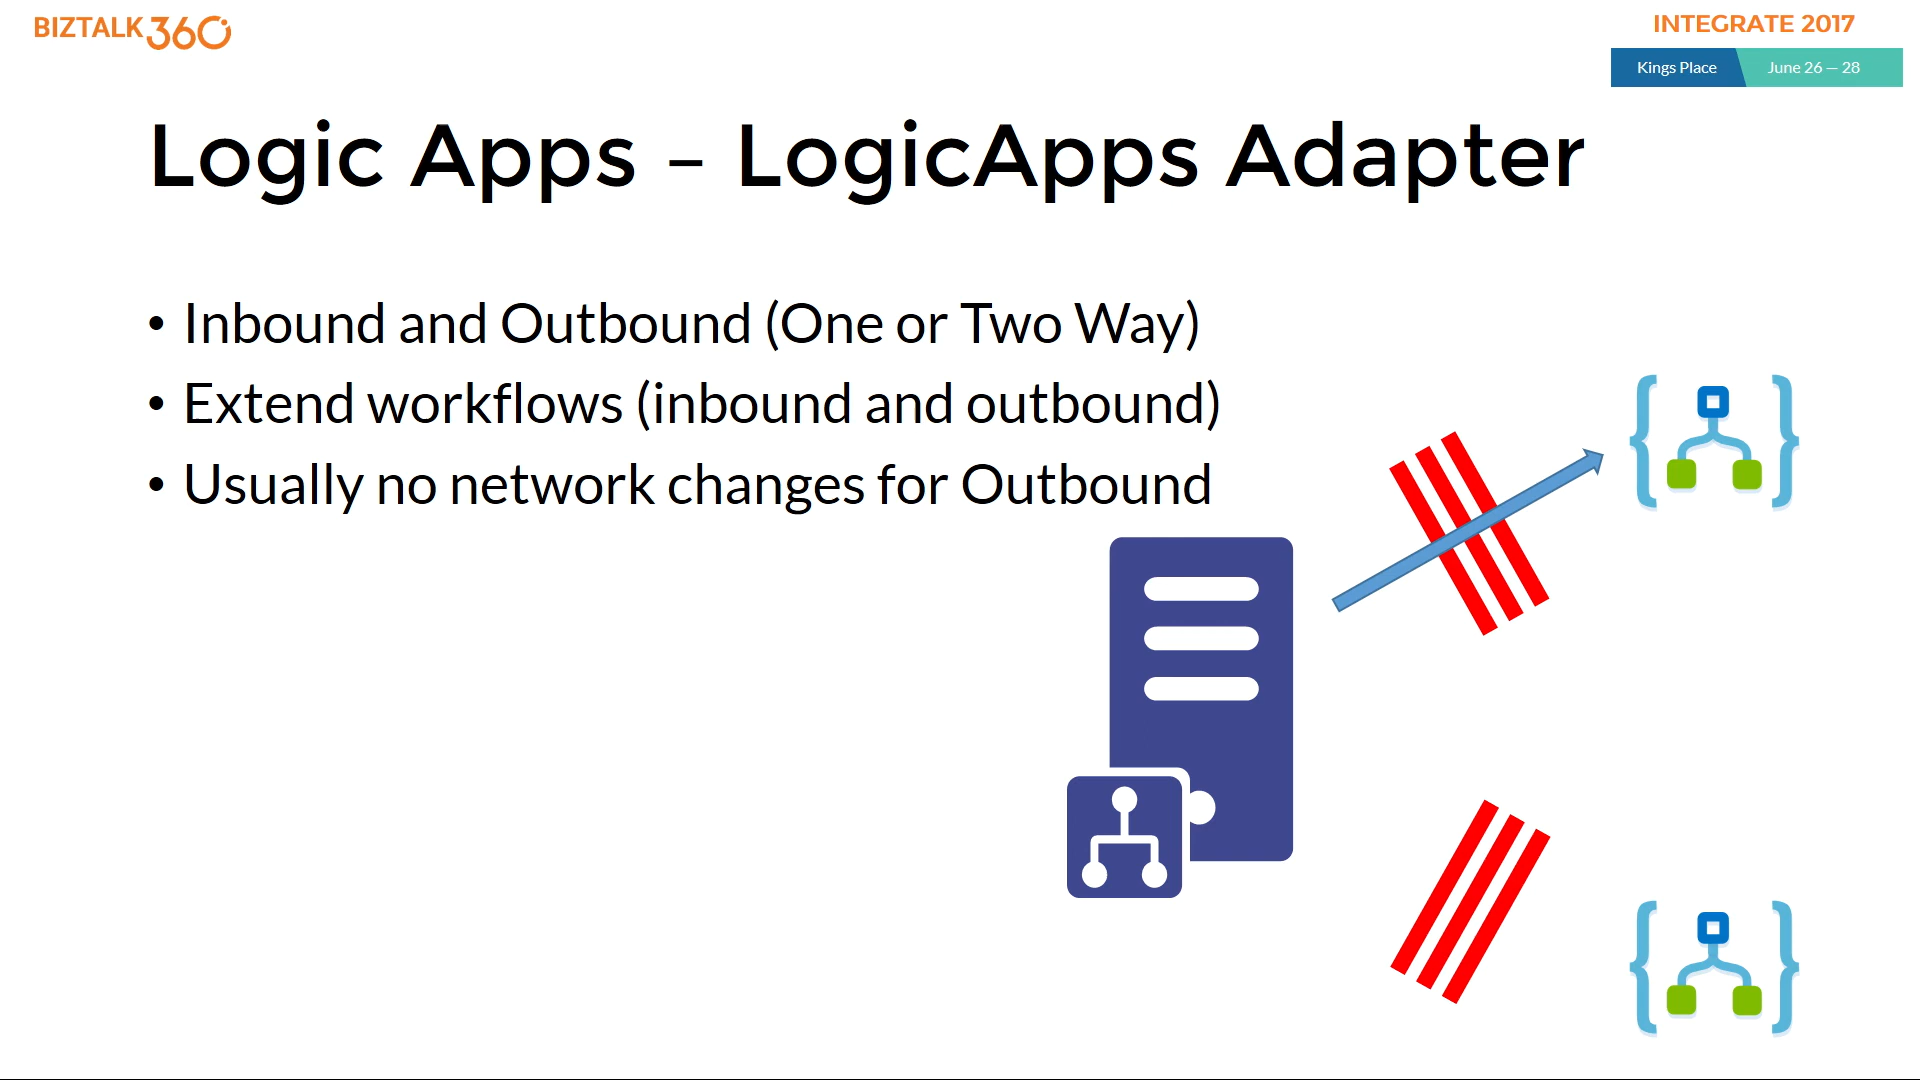 BIZTALK360
INTEGRATE 2017
Kings Place
June 26 – 28
Logic Apps – LogicApps Adapter
• Inbound and Outbound (One or Two Way)
• Extend workflows (inbound and outbound)
• Usually no network changes for Outbound